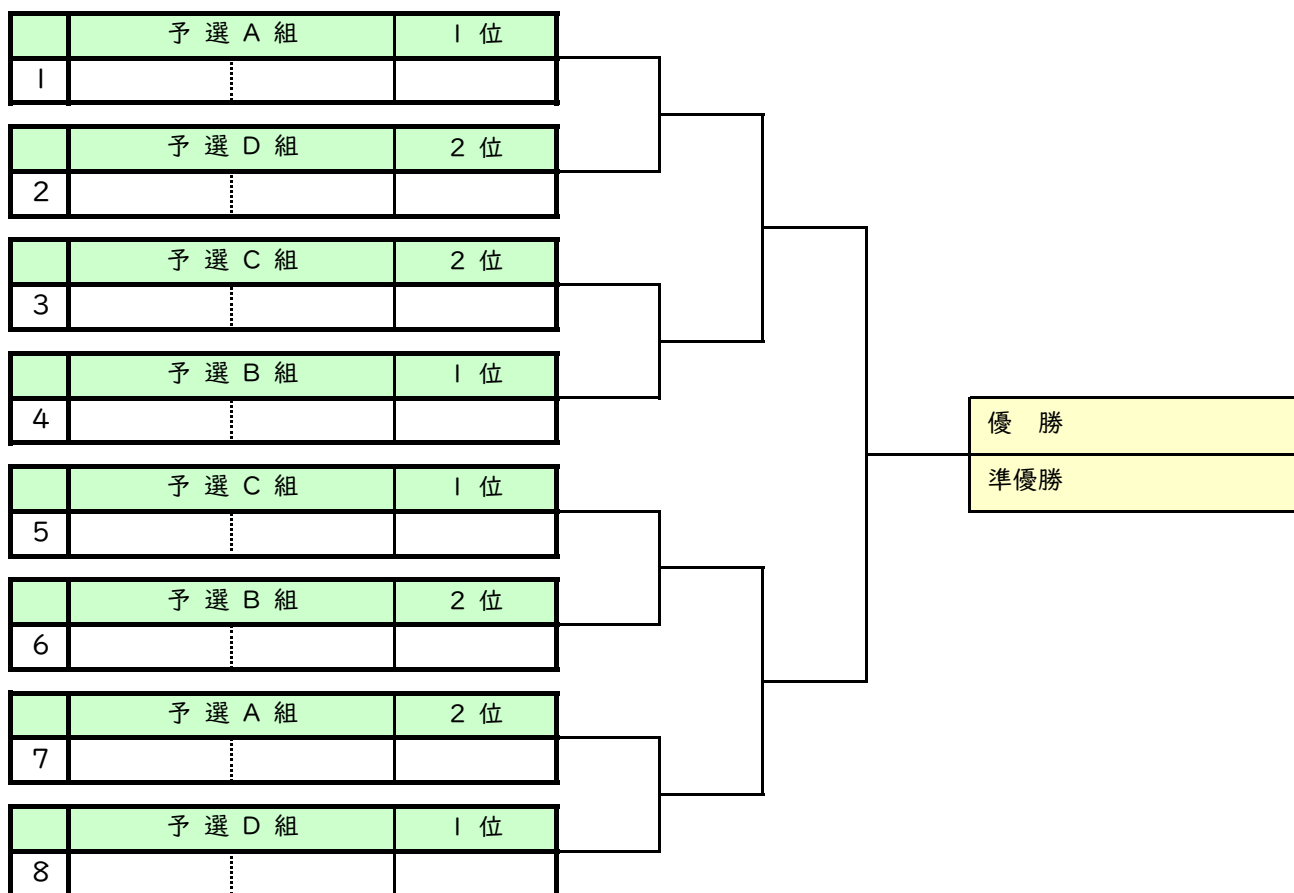 予 選 A 組 1 位
1
予 選 D 組 2 位
2
予 選 C 組 2 位
3
予 選 B 組 1 位
4
優 勝
準優勝
予 選 C 組 1 位
5
予 選 B 組 2 位
6
予 選 A 組 2 位
7
予 選 D 組 1 位
8